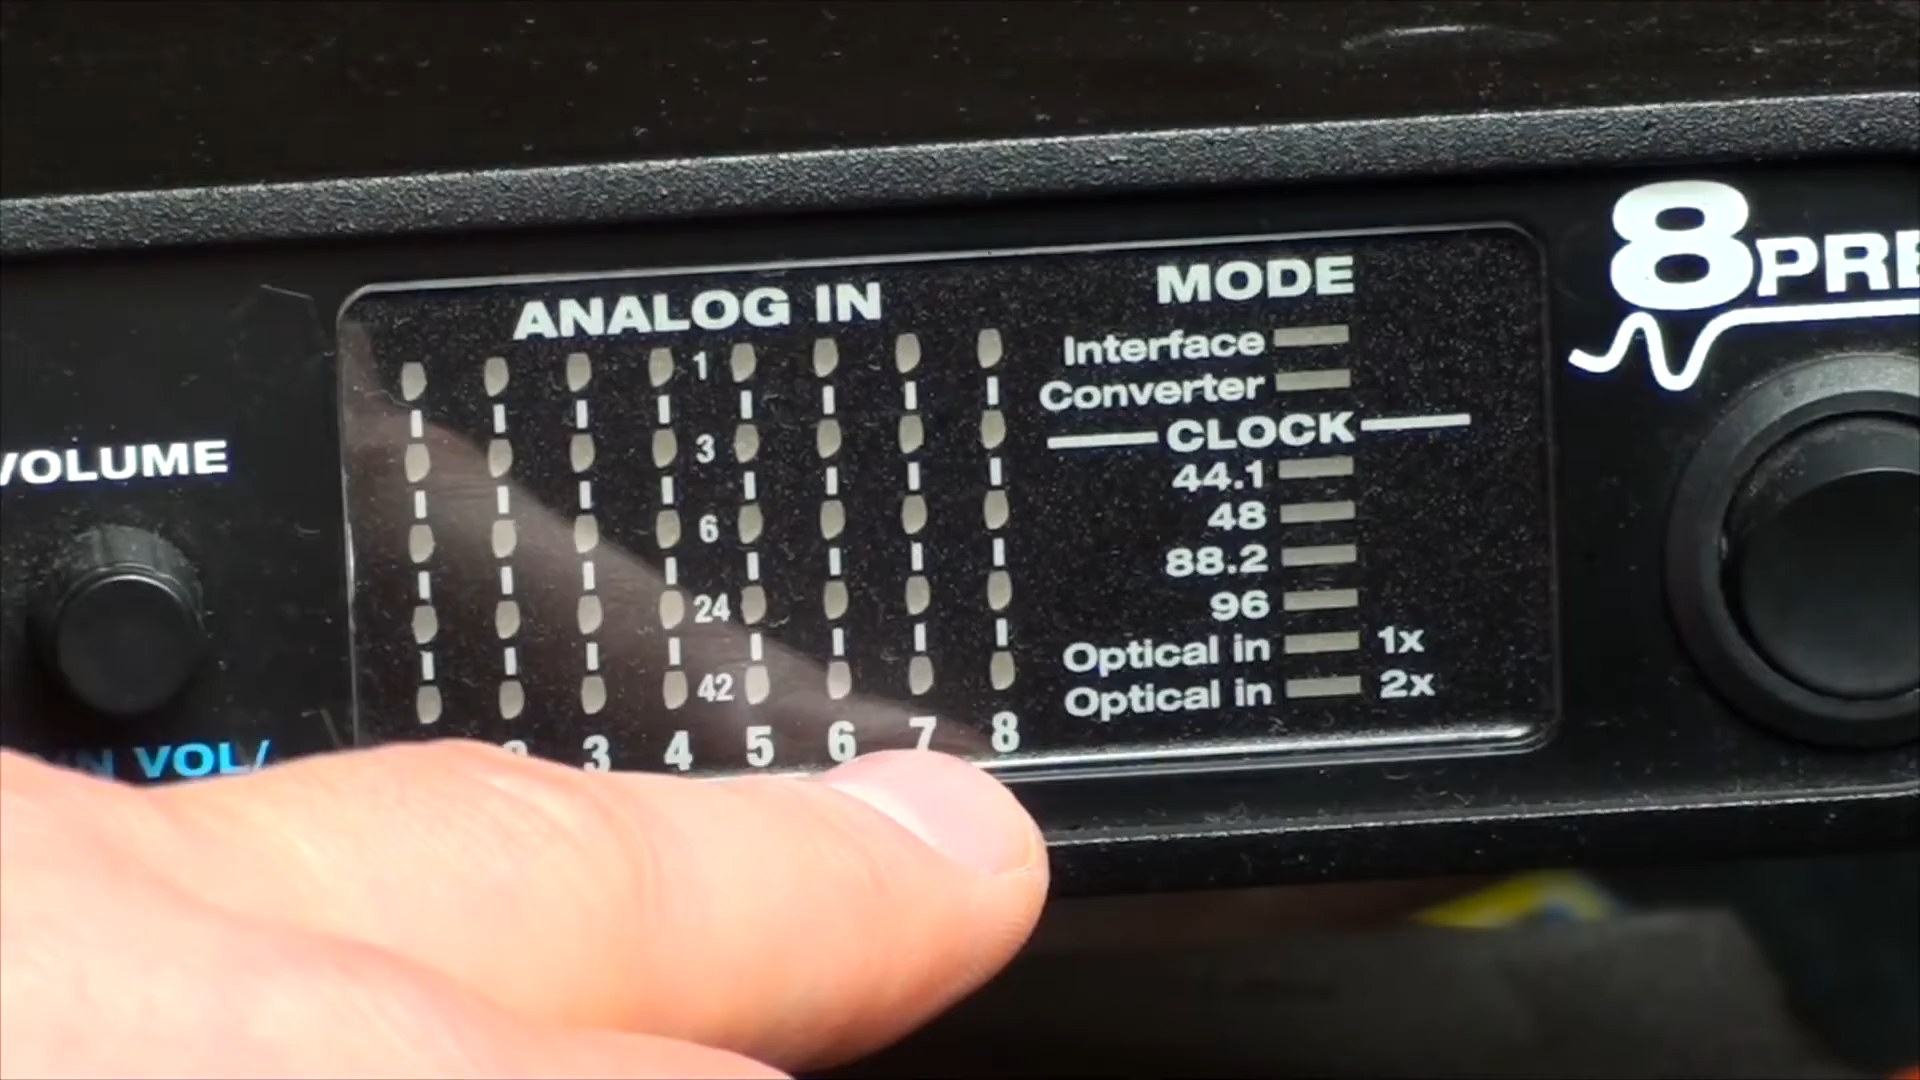 VOLUME
VOL/
ANALOG IN
1
3
6
24
42
3 4 5 6 7 8
MODE
Interface
Converter
CLOCK
44.1
48
88.2
96
Optical in 1x
Optical in 2x
8PRE